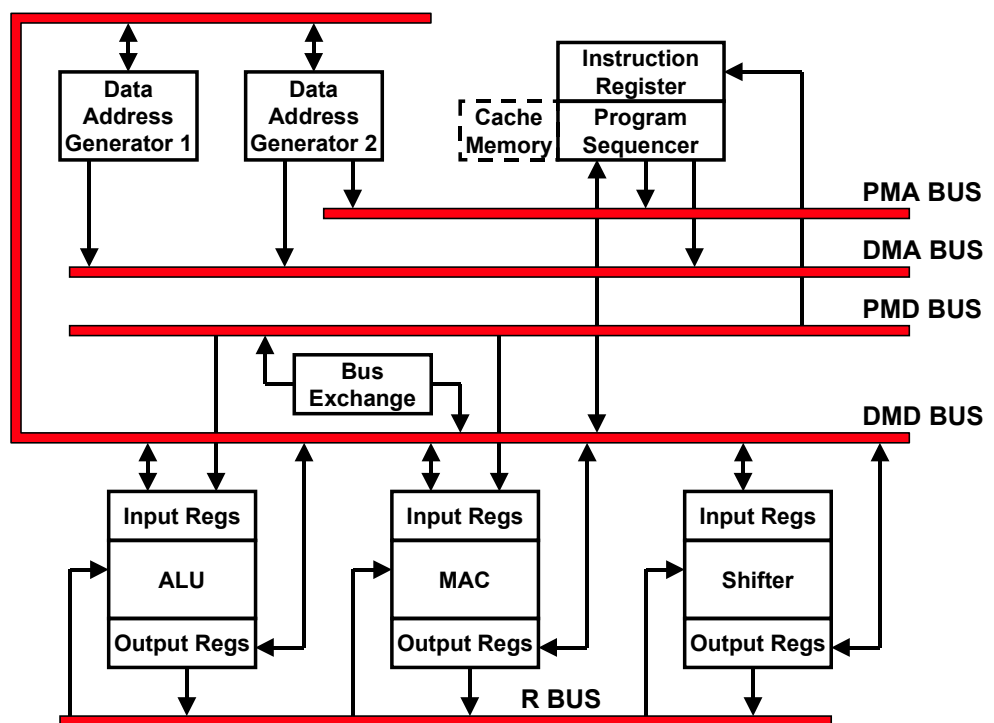 Data
Address
Generator 1
Data
Address
Generator 2
Instruction
Register
Cache
Memory
Program
Sequencer
PMA BUS
DMA BUS
PMD BUS
Bus
Exchange
DMD BUS
Input Regs
ALU
Output Regs
Input Regs
MAC
Output Regs
Input Regs
Shifter
Output Regs
R BUS